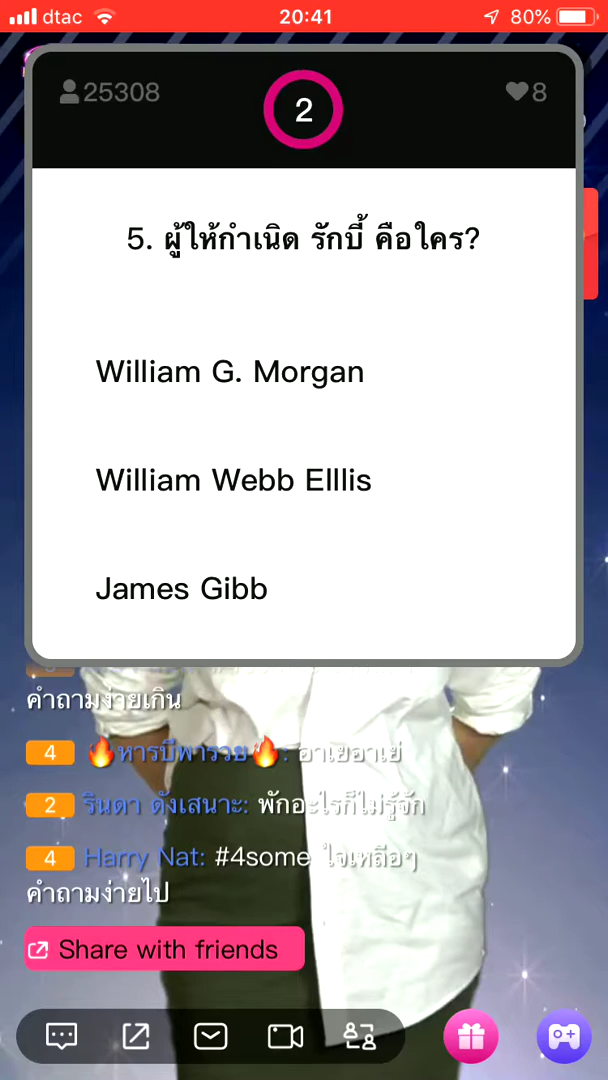 dtac 20:41 80%
25308 2 8
5. ผู้ให้กำเนิด รักบี้ คือใคร?
William G. Morgan
William Webb Elllis
James Gibb
คำถามง่ายเกิน
4 🔥หารบีพารวย🔥: อาเยอาเย่
2 รินดา ดังเสนาะ: พักอะไรก็ไม่รู้จัก
4 Harry Nat: #4some ใจเหลือๆ
คำถามง่ายไป
Share with friends